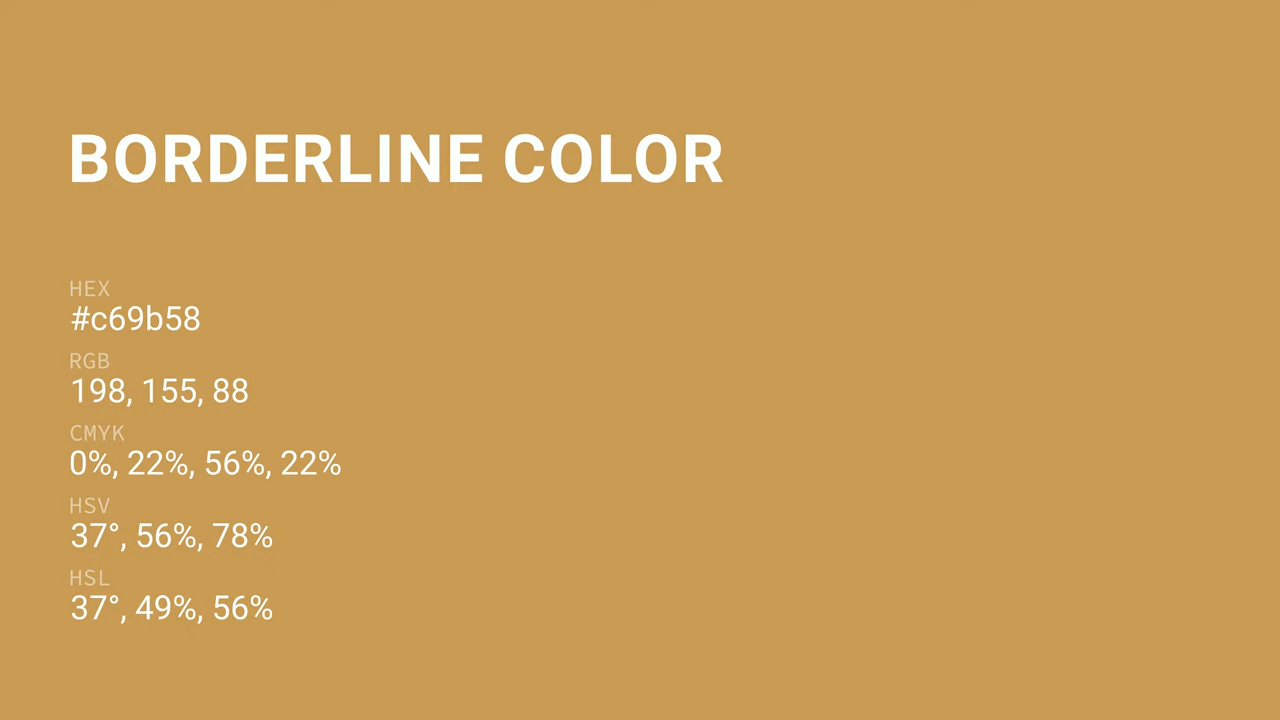 BORDERLINE COLOR
HEX
#c69b58
RGB
198, 155, 88
CMYK
0%, 22%, 56%, 22%
HSV
37°, 56%, 78%
HSL
37°, 49%, 56%